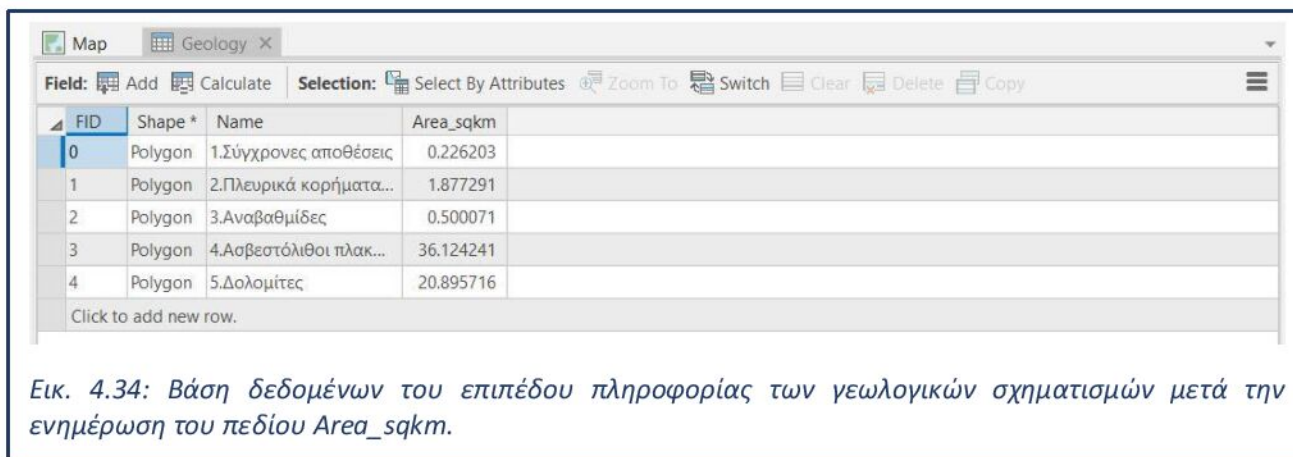 Map Geology
Field: Add Calculate Selection: Select By Attributes Zoom To Switch Clear Delete Copy
FID Shape * Name Area_sqkm
0 Polygon 1.Σύγχρονες αποθέσεις 0.226203
1 Polygon 2.Πλευρικά κορήματα... 1.877291
2 Polygon 3.Αναβαθμίδες 0.500071
3 Polygon 4.Ασβεστόλιθοι πλακ... 36.124241
4 Polygon 5.Δολομίτες 20.895716
Click to add new row.
Εικ. 4.34: Βάση δεδομένων του επιπέδου πληροφορίας των γεωλογικών σχηματισμών μετά την
ενημέρωση του πεδίου Area_sqkm.